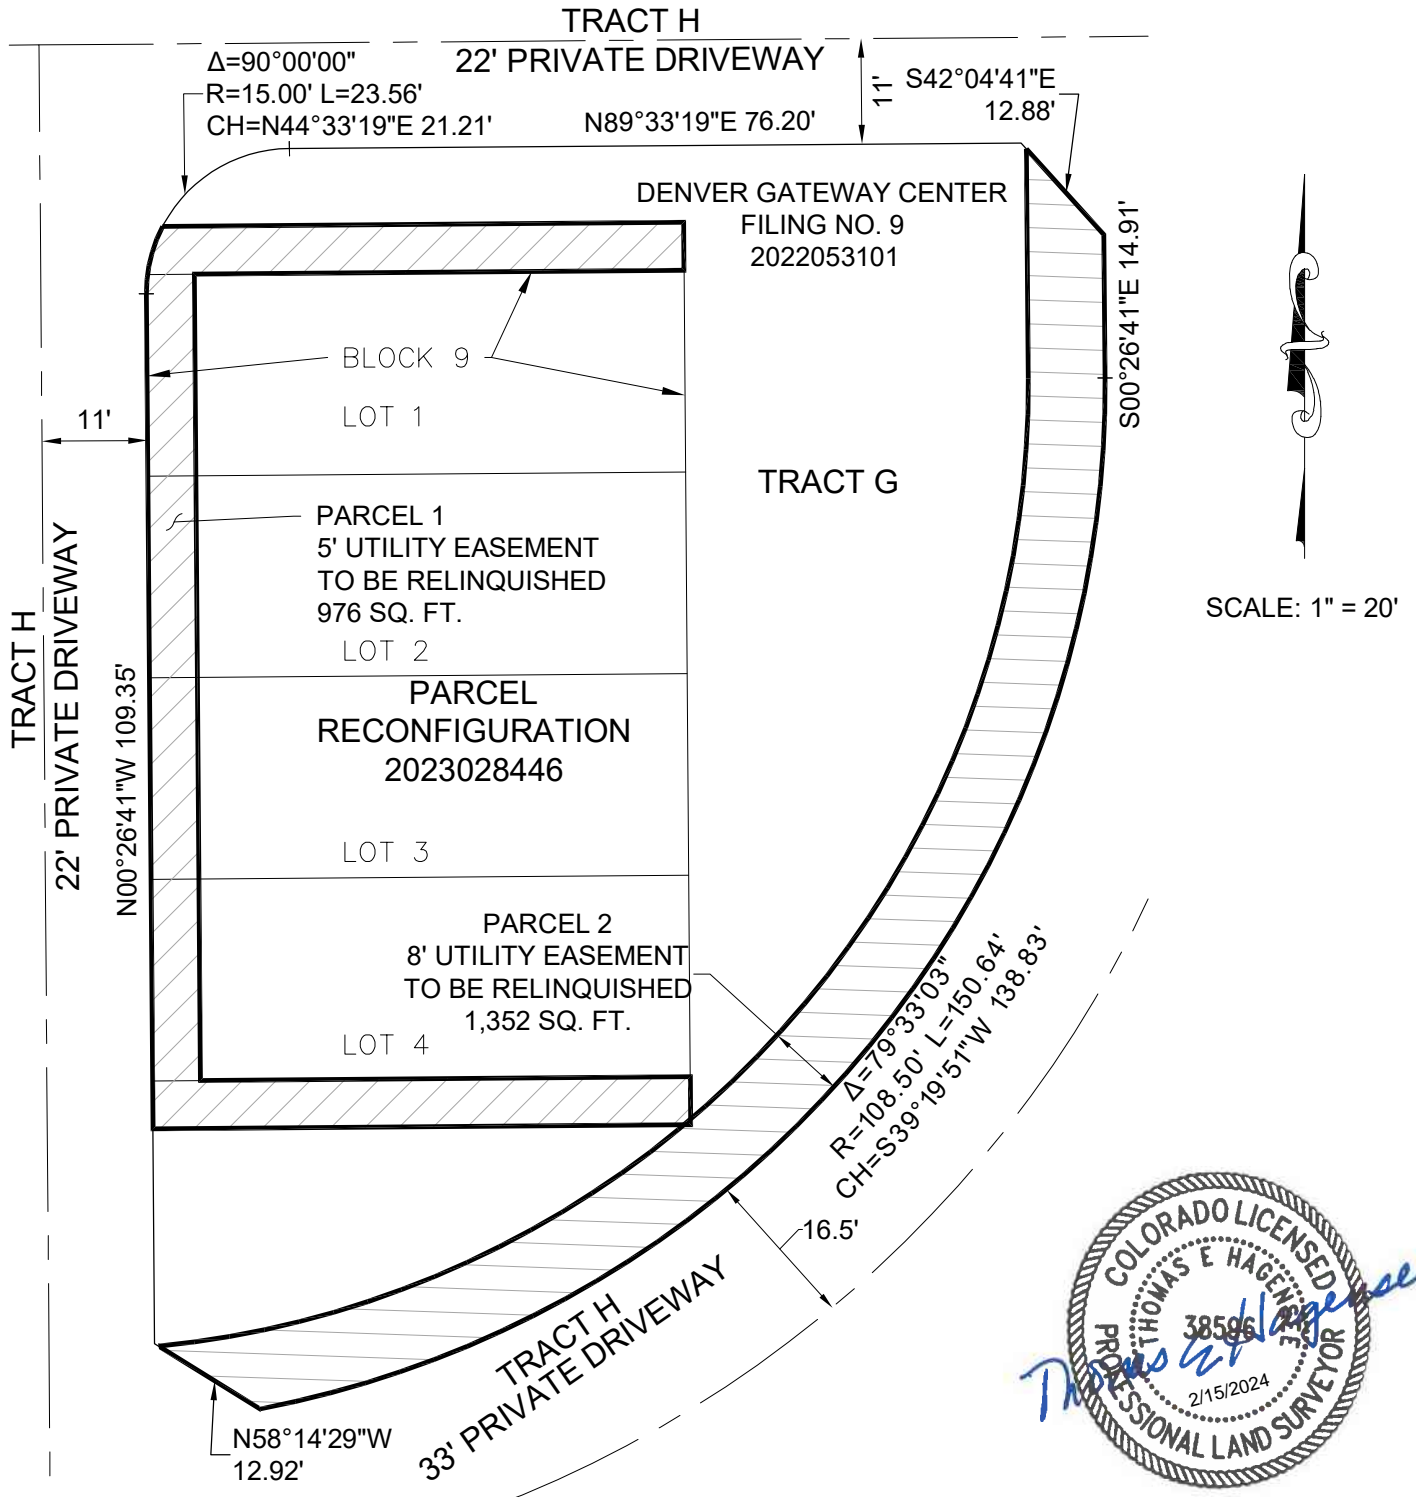 TRACT H
22' PRIVATE DRIVEWAY
Δ=90°00'00"
R=15.00' L=23.56'
CH=N44°33'19"E 21.21'
N89°33'19"E 76.20'
11'
S42°04'41"E
12.88'
DENVER GATEWAY CENTER
FILING NO. 9
2022053101
S00°26'41"E 14.91'
BLOCK 9
LOT 1
11'
TRACT G
PARCEL 1
5' UTILITY EASEMENT
TO BE RELINQUISHED
976 SQ. FT.
LOT 2
SCALE: 1" = 20'
TRACT H
22' PRIVATE DRIVEWAY
N00°26'41"W 109.35'
PARCEL
RECONFIGURATION
2023028446
LOT 3
PARCEL 2
8' UTILITY EASEMENT
TO BE RELINQUISHED
1,352 SQ. FT.
LOT 4
Δ=79°33'03"
R=108.50' L=150.64'
CH=S39°19'51"W 138.83'
16.5'
TRACT H
33' PRIVATE DRIVEWAY
N58°14'29"W
12.92'
COLORADO LICENSED
PROFESSIONAL LAND SURVEYOR
THOMAS E HAGENSEE
38596
2/15/2024
Thomas E Hagensee